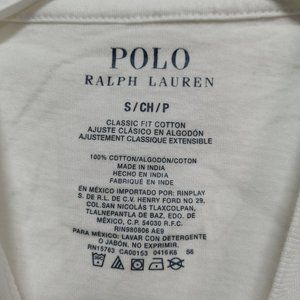 POLO
RALPH LAUREN
S/CH/P
CLASSIC FIT COTTON
AJUSTE CLÁSICO EN ALGODÓN
AJUSTEMENT CLASSIQUE EXTENSIBLE
100% COTTON/ALGODÓN/COTON
MADE IN INDIA
HECHO EN INDIA
FABRIQUÉ EN INDE
EN MÉXICO IMPORTADO POR: RINPLAY
S. DE R.L. DE C.V. HENRY FORD NO 29,
COL.SAN NICOLÁS TLAXCOLPAN,
TLALNEPANTLA DE BAZ, EDO. DE
MÉXICO, C.P. 54030 R.F.C.
RIN980806 AE9
PARA MÉXICO: LAVAR CON DETERGENTE
O JABÓN. NO EXPRIMIR.
RN15763 CA00153 0416K6 56